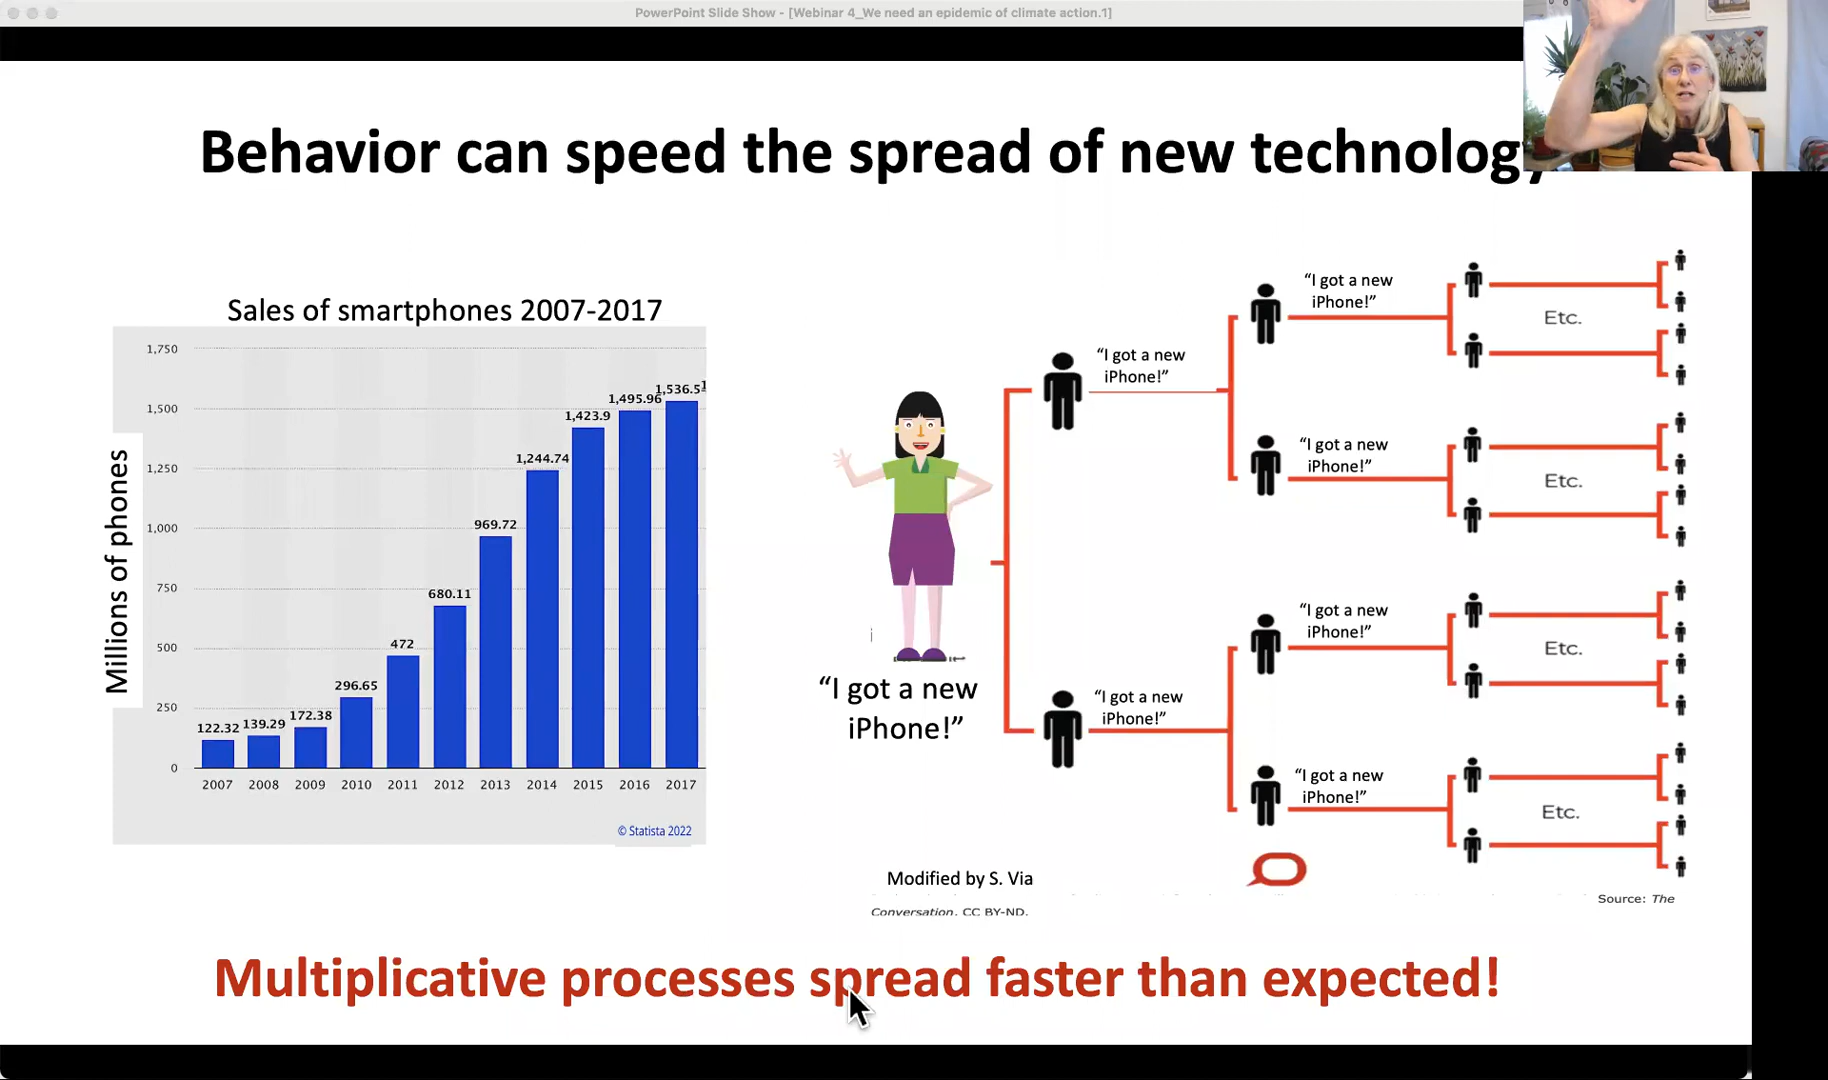 PowerPoint Slide Show - [Webinar 4_We need an epidemic of climate action.1]
Behavior can speed the spread of new technology
Sales of smartphones 2007-2017
Millions of phones
1,750
1,500
1,250
1,000
750
500
250
0
122.32
139.29
172.38
296.65
472
680.11
969.72
1,244.74
1,423.9
1,495.96
1,536.5
2007 2008 2009 2010 2011 2012 2013 2014 2015 2016 2017
© Statista 2022
“I got a new
iPhone!”
“I got a new
iPhone!”
“I got a new
iPhone!”
“I got a new
iPhone!”
“I got a new
iPhone!”
“I got a new
iPhone!”
“I got a new
iPhone!”
Etc.
Etc.
Etc.
Etc.
Modified by S. Via
Source: The
Conversation. CC BY-ND.
Multiplicative processes spread faster than expected!